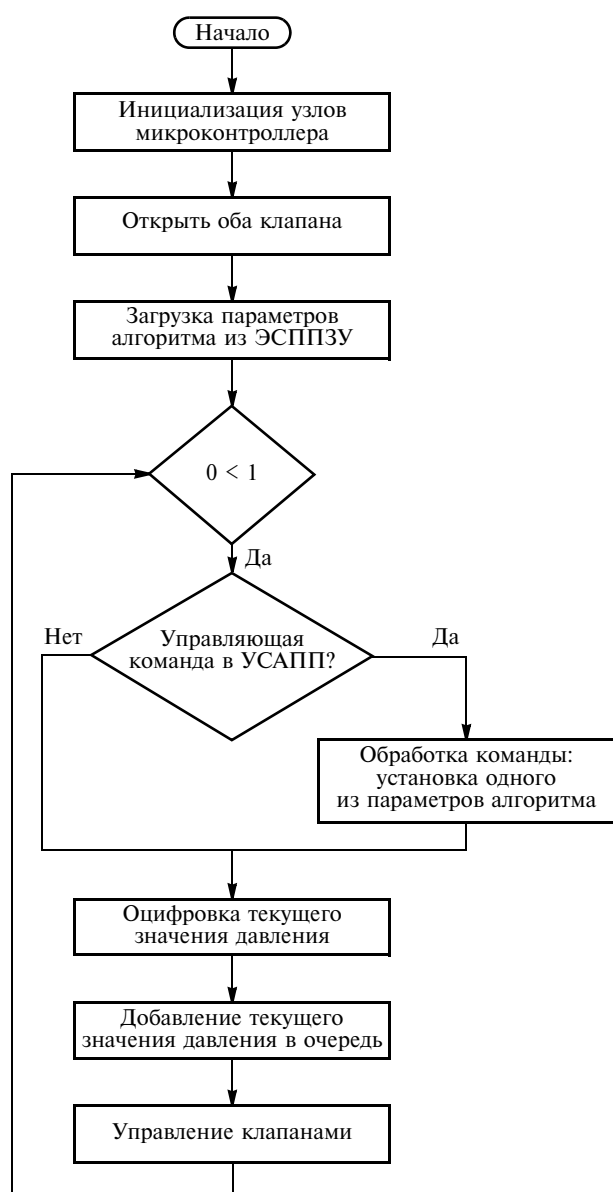 Начало
Инициализация узлов
микроконтроллера
Открыть оба клапана
Загрузка параметров
алгоритма из ЭСППЗУ
0 < 1
Да
Нет
Управляющая
команда в УСАПП?
Да
Обработка команды:
установка одного
из параметров алгоритма
Оцифровка текущего
значения давления
Добавление текущего
значения давления в очередь
Управление клапанами